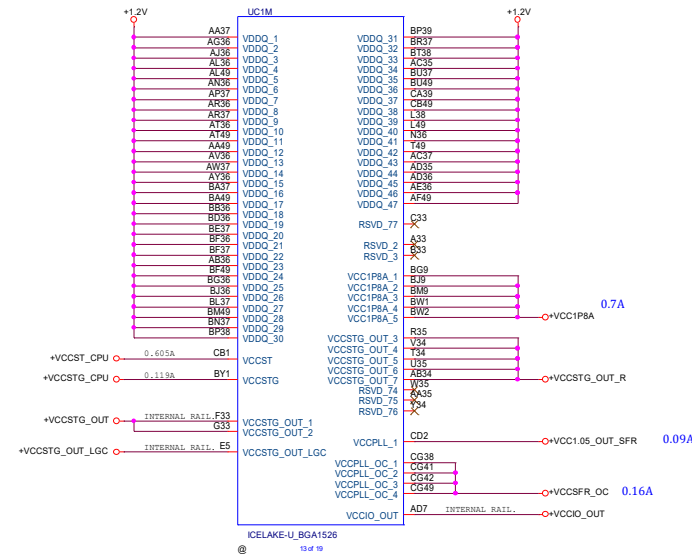 +1.2V UC1M +1.2V
AA37 VDDQ_1 VDDQ_31 BP39
AG36 VDDQ_2 VDDQ_32 BR37
AJ36 VDDQ_3 VDDQ_33 BT38
AL36 VDDQ_4 VDDQ_34 AC35
AL49 VDDQ_5 VDDQ_35 BU37
AN36 VDDQ_6 VDDQ_36 BU49
AP37 VDDQ_7 VDDQ_37 CA39
AR36 VDDQ_8 VDDQ_38 CB49
AR37 VDDQ_9 VDDQ_39 L38
AT36 VDDQ_10 VDDQ_40 L49
AT49 VDDQ_11 VDDQ_41 N36
AA49 VDDQ_12 VDDQ_42 T49
AV36 VDDQ_13 VDDQ_43 AC37
AW37 VDDQ_14 VDDQ_44 AD35
AY36 VDDQ_15 VDDQ_45 AD36
BA37 VDDQ_16 VDDQ_46 AE36
BA49 VDDQ_17 VDDQ_47 AF49
BB36 VDDQ_18
BD36 VDDQ_19 RSVD_77 C33
BE37 VDDQ_20
BF36 VDDQ_21 RSVD_2 A33
BF37 VDDQ_22 RSVD_3 B33
AB36 VDDQ_23
BF49 VDDQ_24 VCC1P8A_1 BG9
BG36 VDDQ_25 VCC1P8A_2 BJ9
BJ36 VDDQ_26 VCC1P8A_3 BM9
BL37 VDDQ_27 VCC1P8A_4 BW1 0.7A
BM49 VDDQ_28 VCC1P8A_5 BW2 +VCC1P8A
BN37 VDDQ_29
BP38 VDDQ_30 VCCSTG_OUT_3 R35
VCCSTG_OUT_4 V34
+VCCST_CPU 0.605A CB1 VCCST VCCSTG_OUT_5 T34
VCCSTG_OUT_6 U35
+VCCSTG_CPU 0.119A BY1 VCCSTG VCCSTG_OUT_7 AB34 +VCCSTG_OUT_R
RSVD_74 W35
RSVD_75 AA35
RSVD_76 Y34
+VCCSTG_OUT INTERNAL RAIL. F33 VCCSTG_OUT_1
G33 VCCSTG_OUT_2
VCCPLL_1 CD2 +VCC1.05_OUT_SFR 0.09A
+VCCSTG_OUT_LGC INTERNAL RAIL. E5 VCCSTG_OUT_LGC
VCCPLL_OC_1 CG38
VCCPLL_OC_2 CG41
VCCPLL_OC_3 CG42
VCCPLL_OC_4 CG49 +VCCSFR_OC 0.16A
VCCIO_OUT AD7 INTERNAL RAIL. +VCCIO_OUT
ICELAKE-U_BGA1526
@ 13 of 19